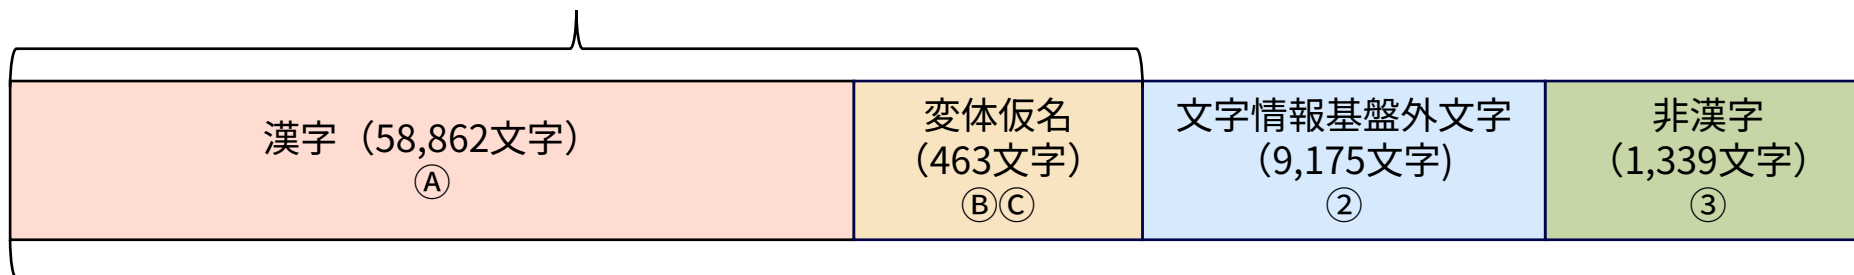 漢字（58,862文字）
Ⓐ
変体仮名
（463文字）
ⒷⒸ
文字情報基盤外文字
（9,175文字)
②
非漢字
（1,339文字）
③